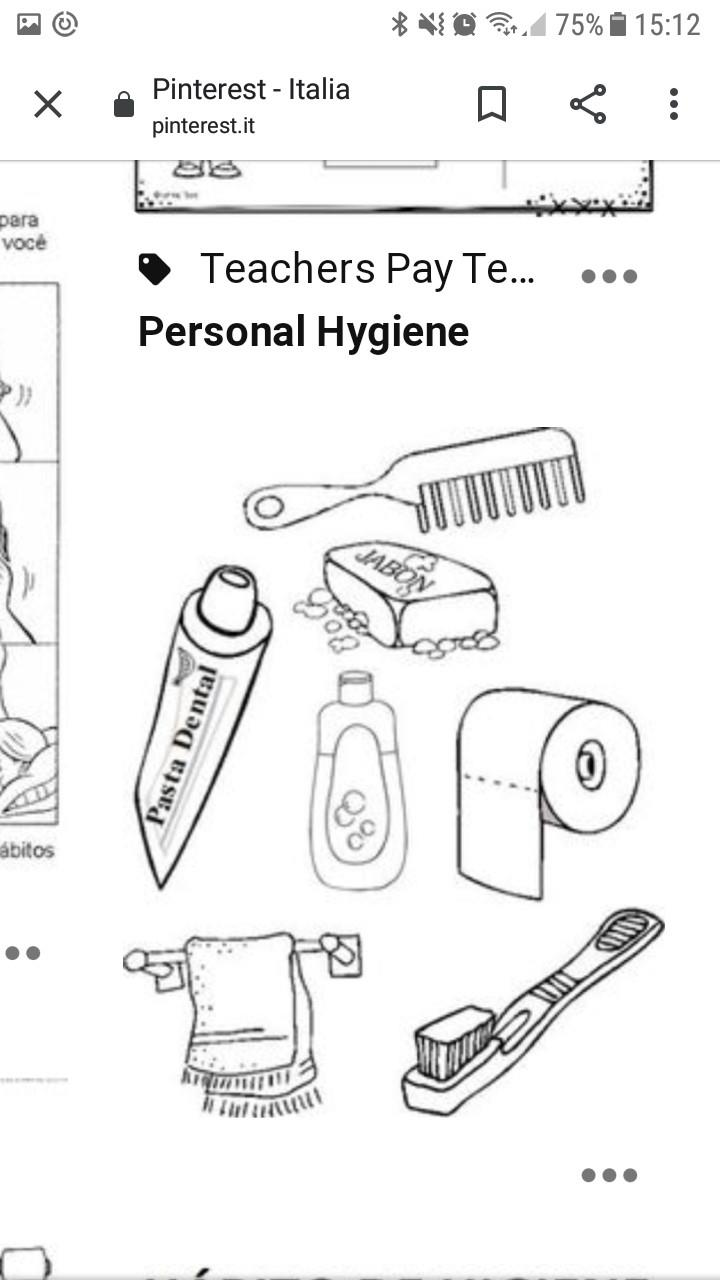 75% 15:12
Pinterest - Italia
pinterest.it
para
você
Teachers Pay Te...
Personal Hygiene
JABON
Pasta Dental
ábitos